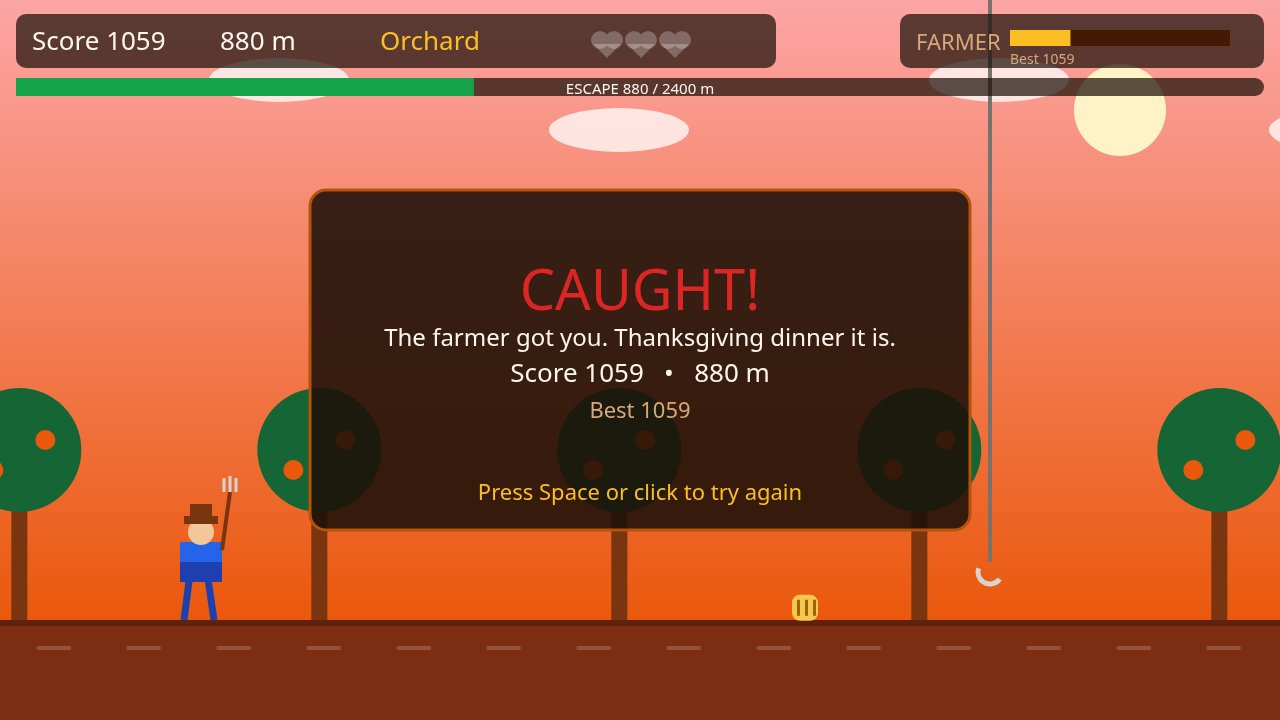 Score 1059 880 m Orchard
FARMER
Best 1059
ESCAPE 880 / 2400 m
CAUGHT!
The farmer got you. Thanksgiving dinner it is.
Score 1059 • 880 m
Best 1059
Press Space or click to try again